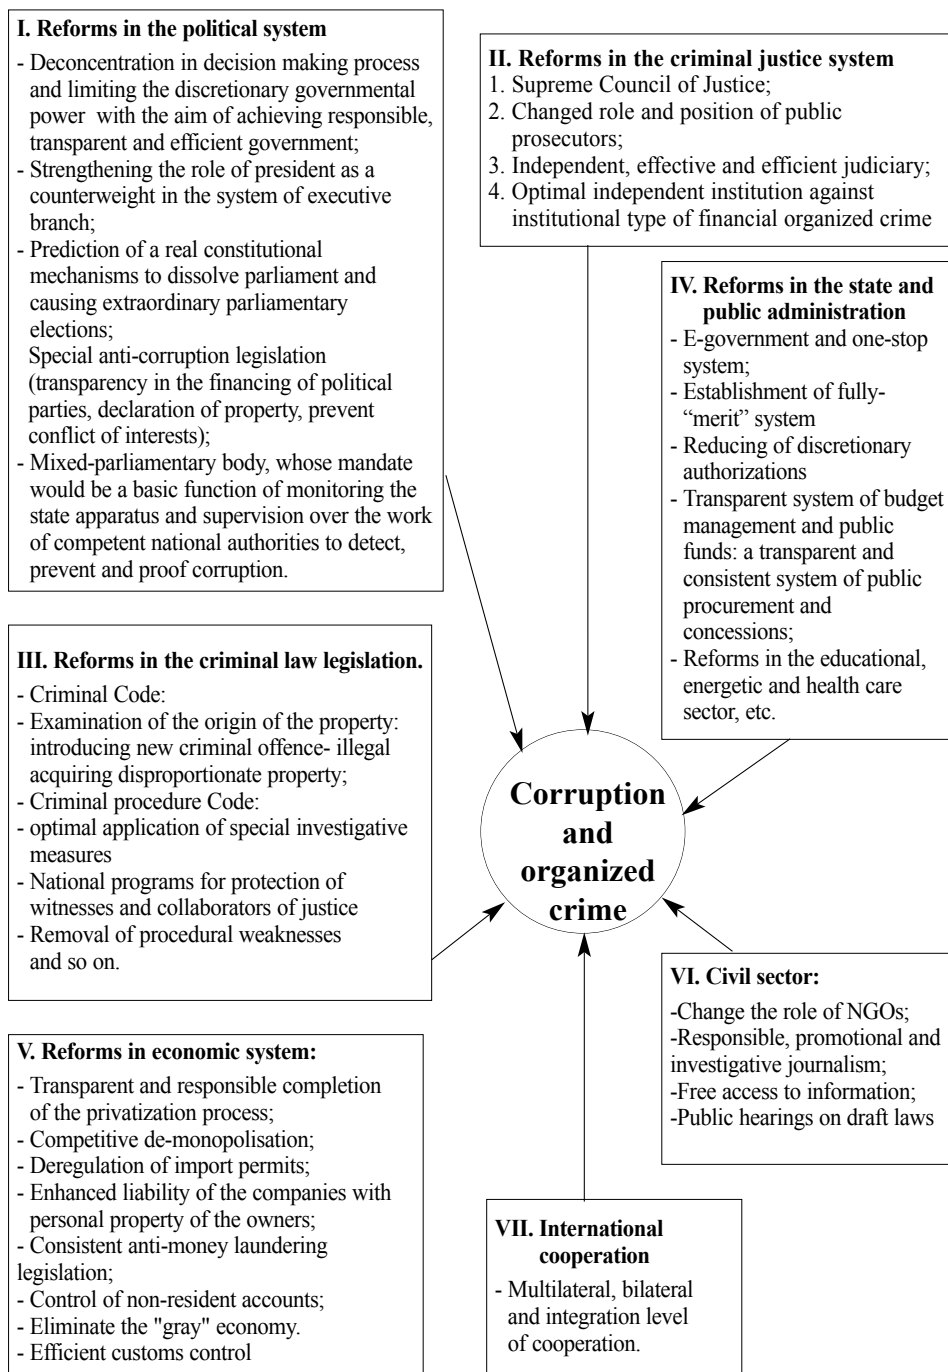 I. Reforms in the political system
- Deconcentration in decision making process
and limiting the discretionary governmental
power with the aim of achieving responsible,
transparent and efficient government;
- Strengthening the role of president as a
counterweight in the system of executive
branch;
- Prediction of a real constitutional
mechanisms to dissolve parliament and
causing extraordinary parliamentary
elections;
Special anti-corruption legislation
(transparency in the financing of political
parties, declaration of property, prevent
conflict of interests);
- Mixed-parliamentary body, whose mandate
would be a basic function of monitoring the
state apparatus and supervision over the work
of competent national authorities to detect,
prevent and proof corruption.
II. Reforms in the criminal justice system
1. Supreme Council of Justice;
2. Changed role and position of public
prosecutors;
3. Independent, effective and efficient judiciary;
4. Optimal independent institution against
institutional type of financial organized crime
III. Reforms in the criminal law legislation.
- Criminal Code:
- Examination of the origin of the property:
introducing new criminal offence- illegal
acquiring disproportionate property;
- Criminal procedure Code:
- optimal application of special investigative
measures
- National programs for protection of
witnesses and collaborators of justice
- Removal of procedural weaknesses
and so on.
IV. Reforms in the state and
public administration
- E-government and one-stop
system;
- Establishment of fully-
“merit” system
- Reducing of discretionary
authorizations
- Transparent system of budget
management and public
funds: a transparent and
consistent system of public
procurement and
concessions;
- Reforms in the educational,
energetic and health care
sector, etc.
Corruption
and
organized
crime
V. Reforms in economic system:
- Transparent and responsible completion
of the privatization process;
- Competitive de-monopolisation;
- Deregulation of import permits;
- Enhanced liability of the companies with
personal property of the owners;
- Consistent anti-money laundering
legislation;
- Control of non-resident accounts;
- Eliminate the "gray" economy.
- Efficient customs control
VI. Civil sector:
-Change the role of NGOs;
-Responsible, promotional and
investigative journalism;
-Free access to information;
-Public hearings on draft laws
VII. International
cooperation
- Multilateral, bilateral
and integration level
of cooperation.